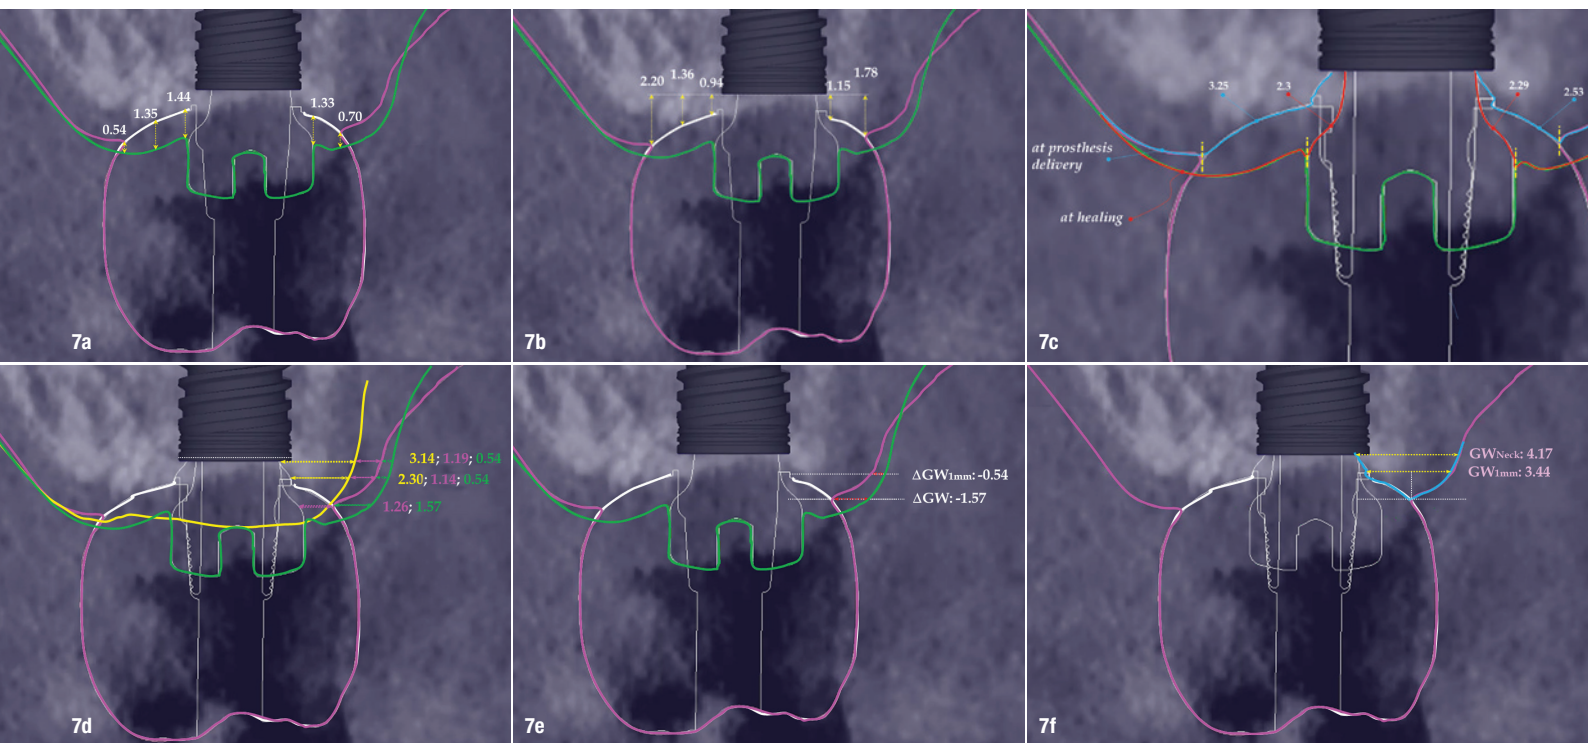 0.54
1.35
1.44
1.33
0.70
7a
2.20
1.36
0.94
1.15
1.78
7b
3.25
2.3
2.29
2.53
at prosthesis
delivery
at healing
7c
3.14; 1.19; 0.54
2.30; 1.14; 0.54
1.26; 1.57
7d
ΔGW1mm: -0.54
ΔGW: -1.57
7e
GWNeck: 4.17
GW1mm: 3.44
7f